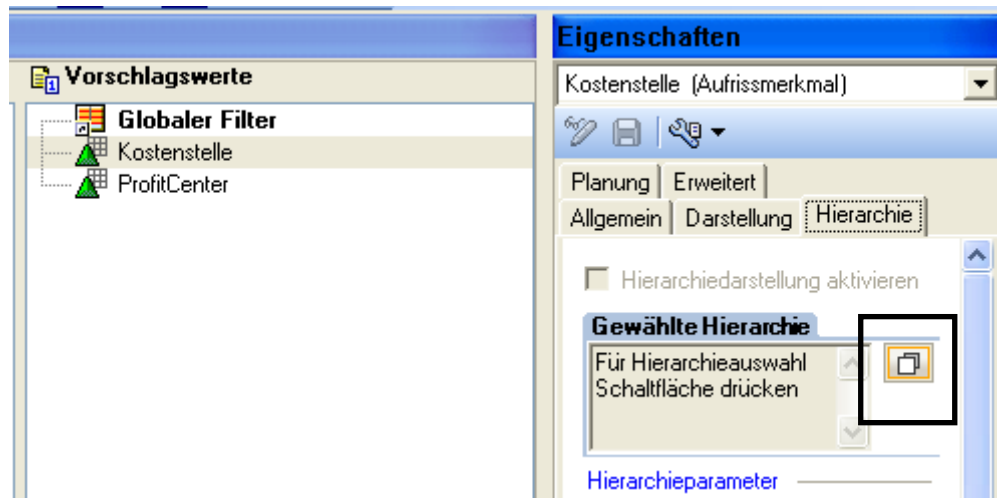 Vorschlagswerte
Globaler Filter
Kostenstelle
ProfitCenter
Eigenschaften
Kostenstelle (Aufrissmerkmal)
Planung Erweitert
Allgemein Darstellung Hierarchie
Hierarchiedarstellung aktivieren
Gewählte Hierarchie
Für Hierarchieauswahl
Schaltfläche drücken
Hierarchieparameter